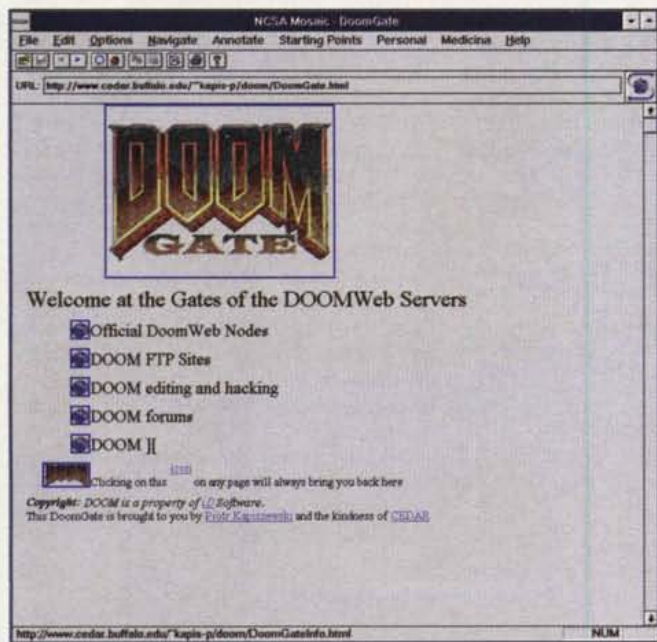 NCSA Mosaic - DoomGate
File Edit Options Navigate Annotate Starting Points Personal Medicina Help
URL: http://www.cedar.buffalo.edu/~kapis-p/doom/DoomGate.html
DOOM
GATE
Welcome at the Gates of the DOOMWeb Servers
Official DoomWeb Nodes
DOOM FTP Sites
DOOM editing and hacking
DOOM forums
DOOM ][
DOOM Clicking on this icon on any page will always bring you back here
Copyright: DOOM is a property of iD Software.
This DoomGate is brought to you by Piotr Kapiszewski and the kindness of CEDAR
http://www.cedar.buffalo.edu/~kapis-p/doom/DoomGateInfo.html NUM